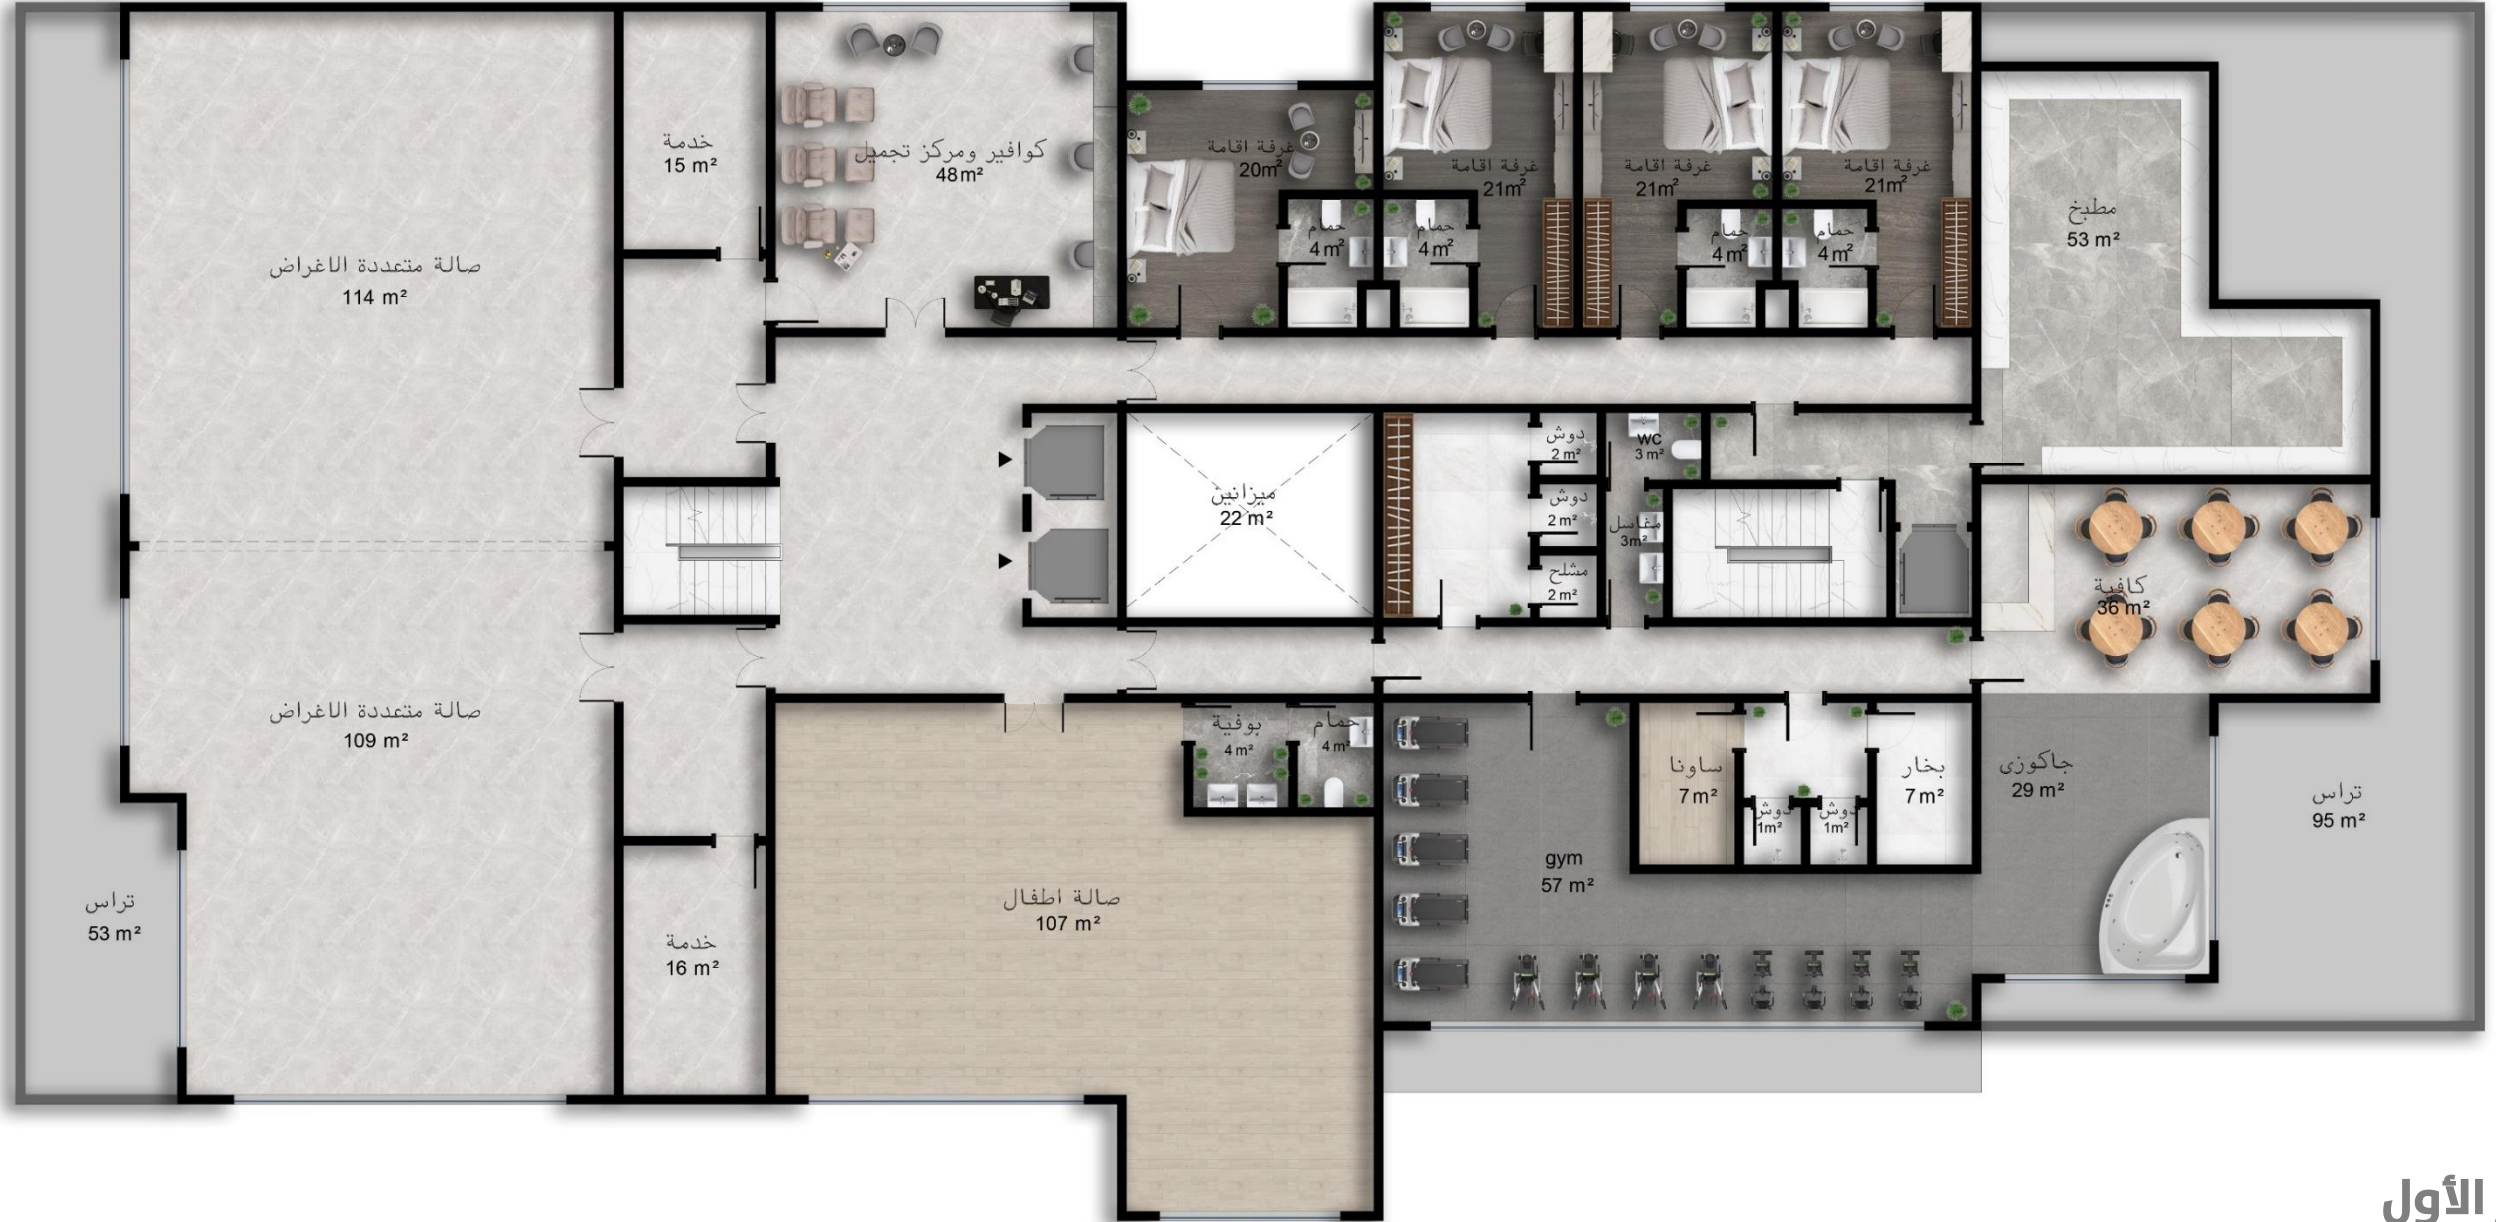 خدمة
15 m²
كوافير ومركز تجميل
48m²
غرفة اقامة
20m²
غرفة اقامة
21m²
غرفة اقامة
21m²
غرفة اقامة
21m²
حمام
4 m²
حمام
4 m²
حمام
4 m²
حمام
4 m²
مطبخ
53 m²
صالة متعددة الاغراض
114 m²
ميزانين
22 m²
دوش
2 m²
دوش
2 m²
مشلح
2 m²
WC
3 m²
مغاسل
3m²
كافية
36 m²
صالة متعددة الاغراض
109 m²
بوفية
4 m²
حمام
4 m²
ساونا
7 m²
دوش
1m²
دوش
1m²
بخار
7 m²
جاكوزى
29 m²
تراس
95 m²
gym
57 m²
صالة اطفال
107 m²
تراس
53 m²
خدمة
16 m²
الأول